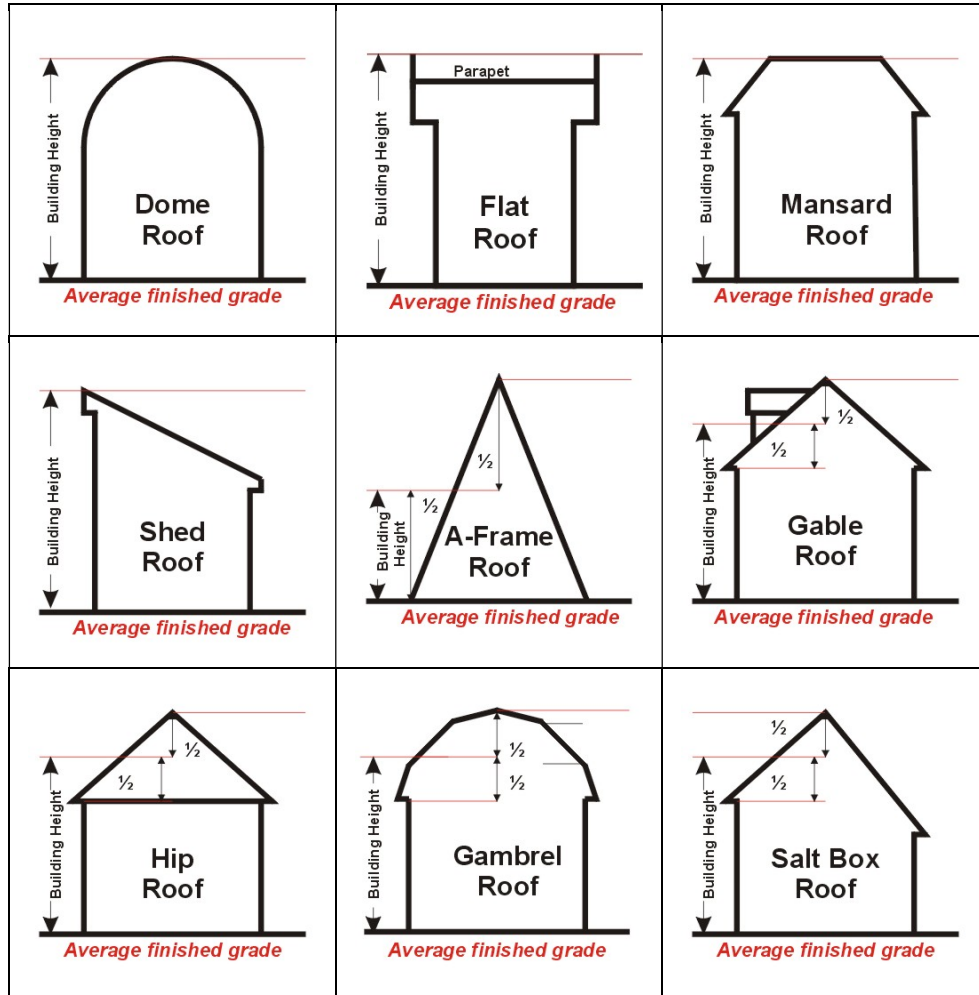 Building Height
Dome
Roof
Average finished grade
Parapet
Building Height
Flat
Roof
Average finished grade
Building Height
Mansard
Roof
Average finished grade
Building Height
Shed
Roof
Average finished grade
½
½
Building
Height
A-Frame
Roof
Average finished grade
½
½
Building Height
Gable
Roof
Average finished grade
½
½
Building Height
Hip
Roof
Average finished grade
½
½
Building Height
Gambrel
Roof
Average finished grade
½
½
Building Height
Salt Box
Roof
Average finished grade